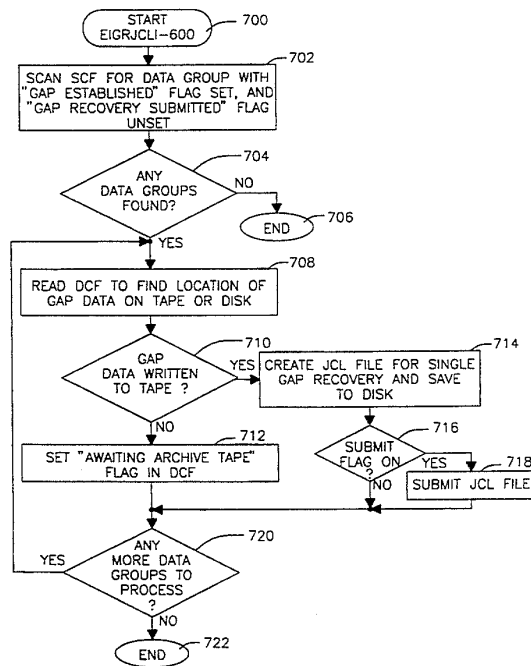 START
EIGRJCLI-600
700
702
SCAN SCF FOR DATA GROUP WITH
"GAP ESTABLISHED" FLAG SET, AND
"GAP RECOVERY SUBMITTED" FLAG
UNSET
704
ANY
DATA GROUPS
FOUND?
NO
END
706
YES
708
READ DCF TO FIND LOCATION OF
GAP DATA ON TAPE OR DISK
710
GAP
DATA WRITTEN
TO TAPE ?
YES
714
CREATE JCL FILE FOR SINGLE
GAP RECOVERY AND SAVE
TO DISK
NO
712
SET "AWAITING ARCHIVE TAPE"
FLAG IN DCF
716
SUBMIT
FLAG ON
?
YES
718
NO
SUBMIT JCL FILE
720
ANY
MORE DATA
GROUPS TO
PROCESS
?
YES
NO
END
722